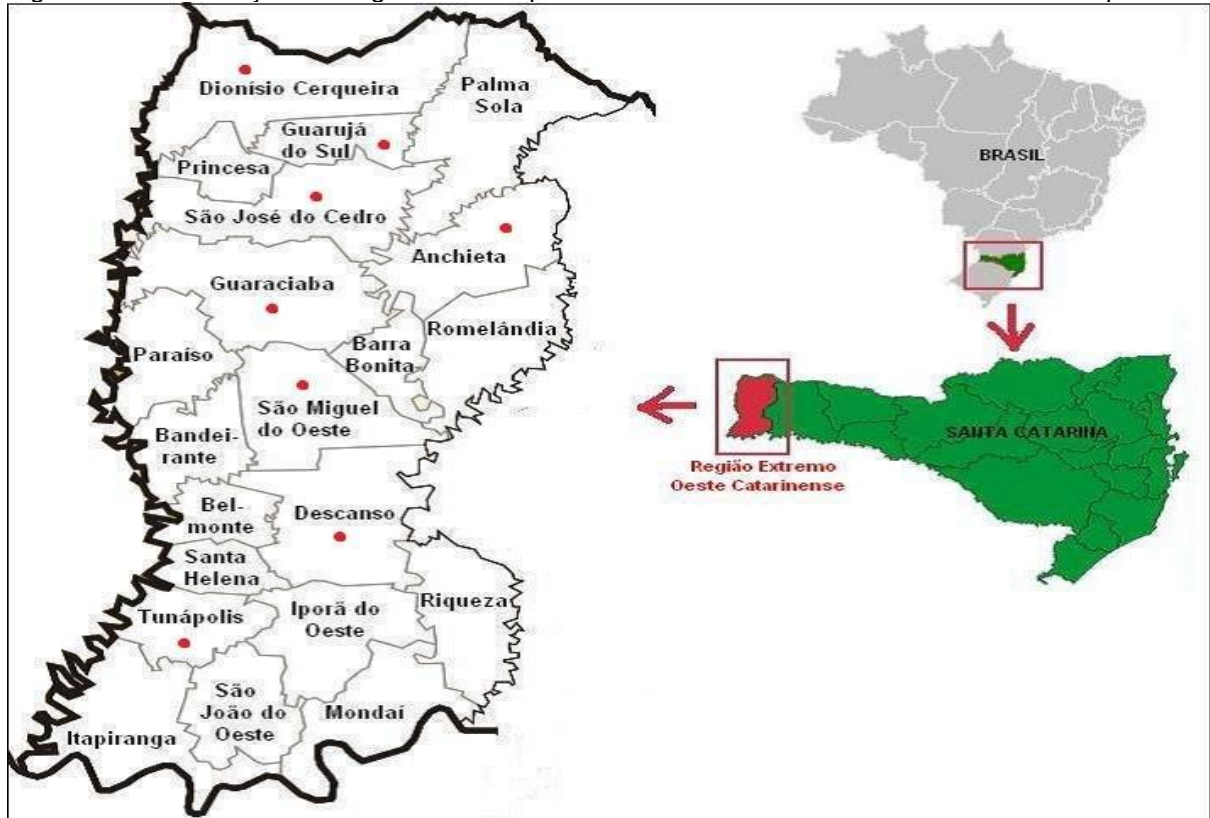 Dionísio Cerqueira
Palma
Sola
Guarujá
do Sul
Princesa
São José do Cedro
Anchieta
Guaraciaba
Romelândia
Barra
Bonita
Paraíso
São Miguel
do Oeste
Bandei-
rante
Bel-
monte
Descanso
Santa
Helena
Tunápolis
Iporã do
Oeste
Riqueza
São
João do
Oeste
Mondaí
Itapiranga
BRASIL
SANTA CATARINA
Região Extremo
Oeste Catarinense